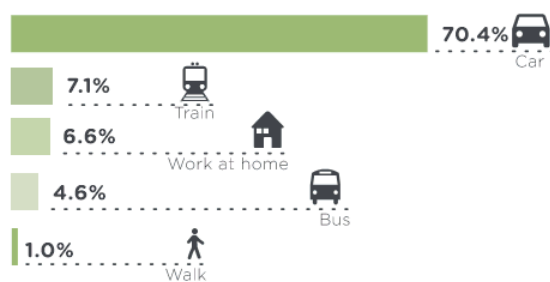 70.4%
Car
7.1%
Train
6.6%
Work at home
4.6%
Bus
1.0%
Walk